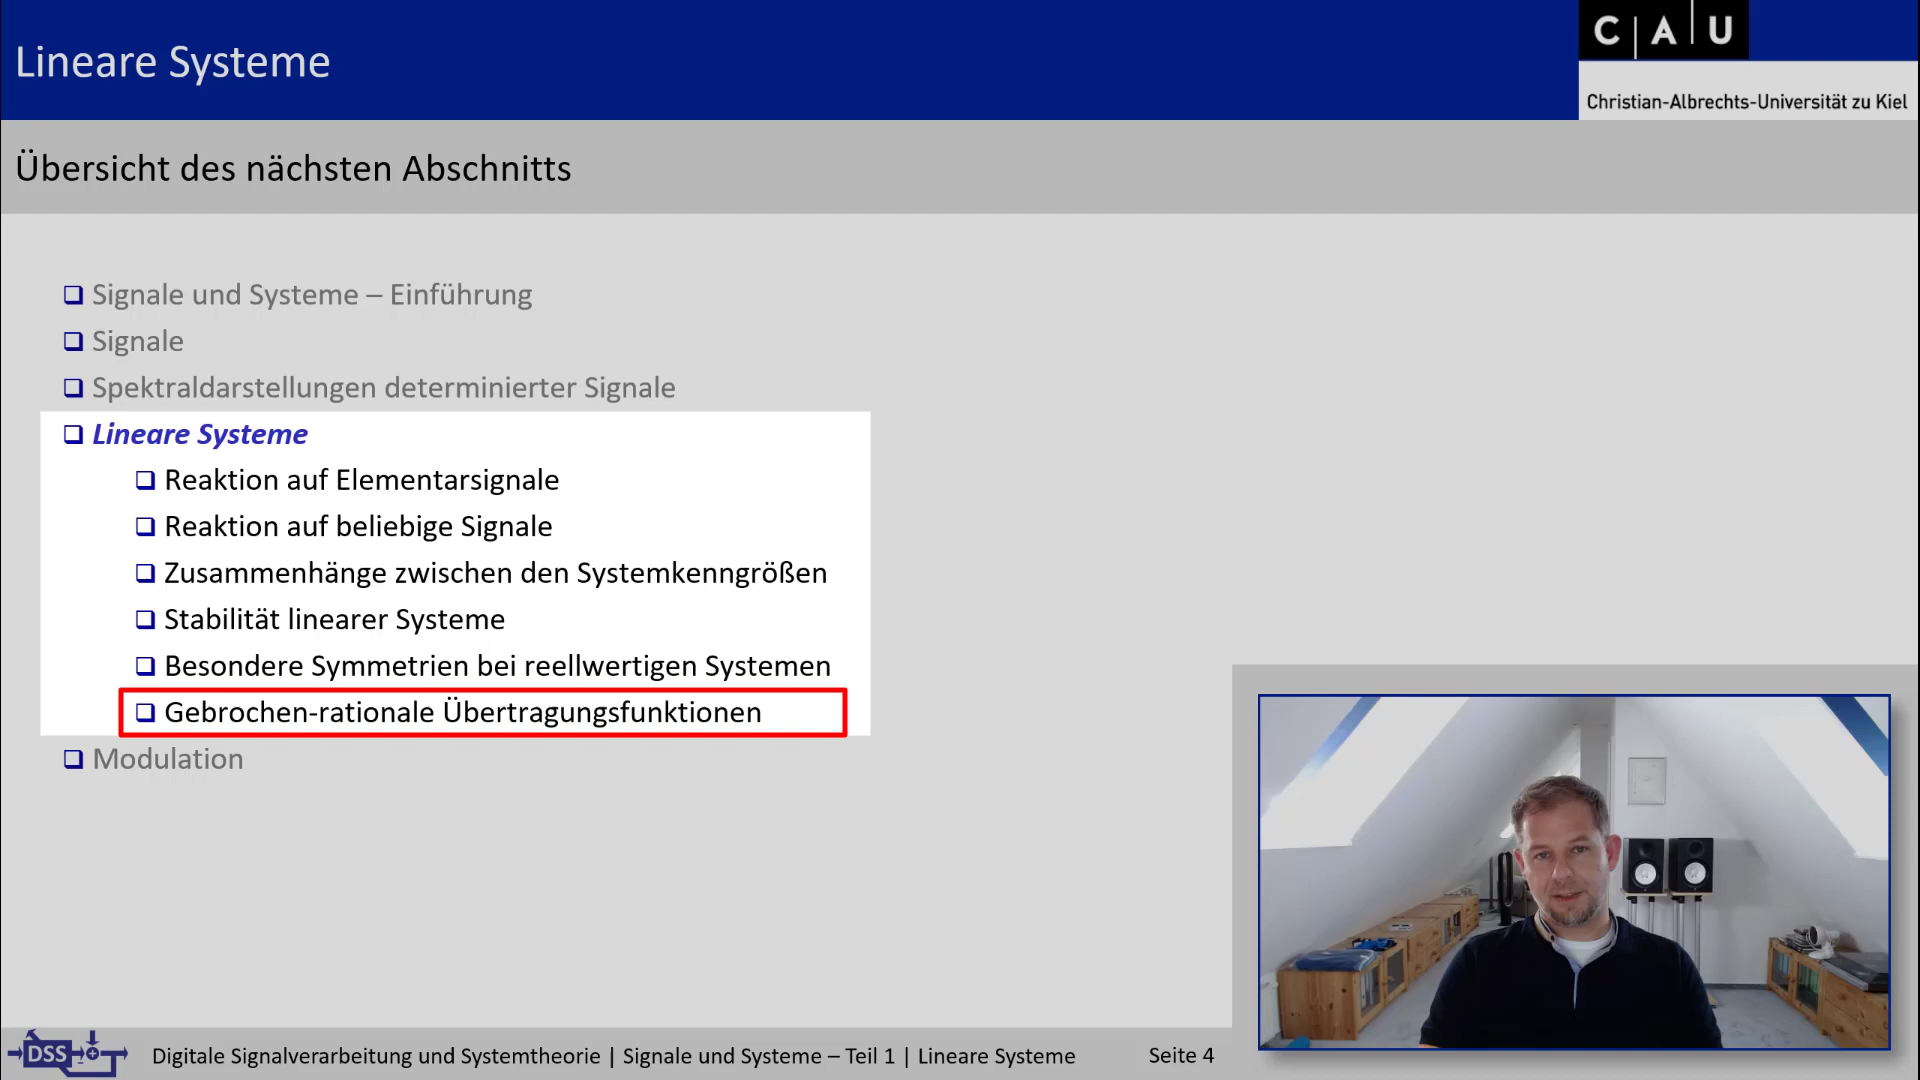 Lineare Systeme
C A U
Christian-Albrechts-Universität zu Kiel
Übersicht des nächsten Abschnitts
Signale und Systeme – Einführung
Signale
Spektraldarstellungen determinierter Signale
Lineare Systeme
Reaktion auf Elementarsignale
Reaktion auf beliebige Signale
Zusammenhänge zwischen den Systemkenngrößen
Stabilität linearer Systeme
Besondere Symmetrien bei reellwertigen Systemen
Gebrochen-rationale Übertragungsfunktionen
Modulation
DSS
Digitale Signalverarbeitung und Systemtheorie | Signale und Systeme – Teil 1 | Lineare Systeme
Seite 4